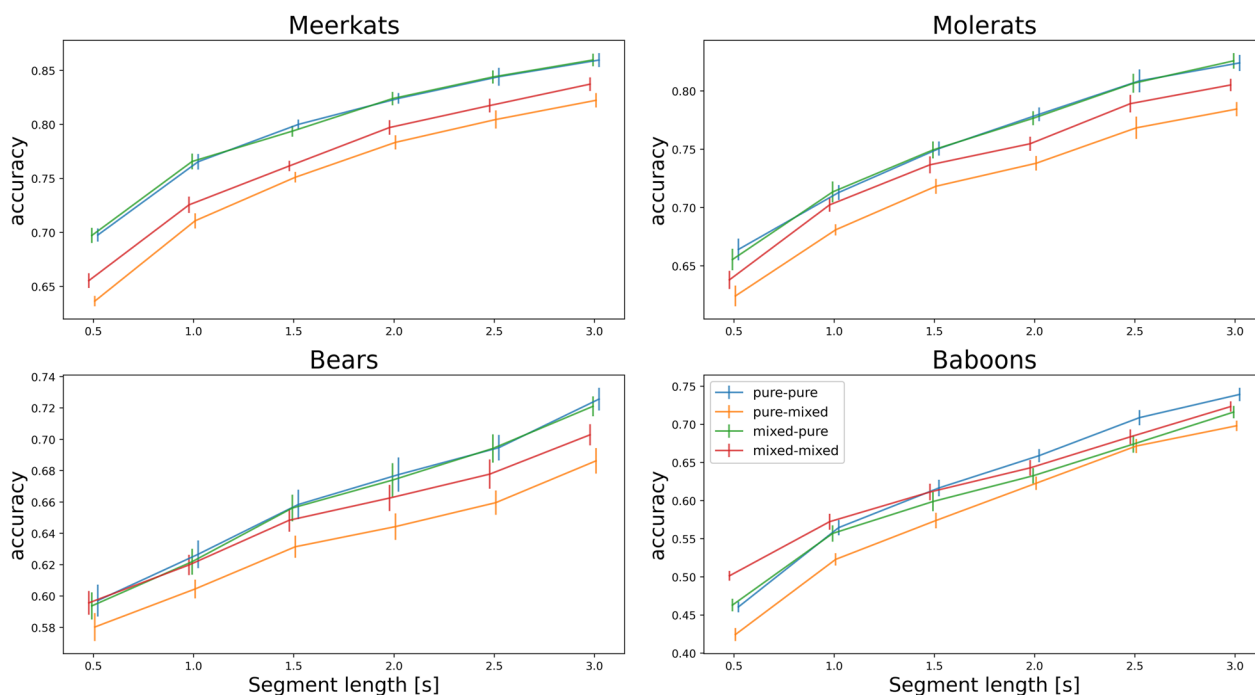 Meerkats
accuracy
0.85
0.80
0.75
0.70
0.65
0.5 1.0 1.5 2.0 2.5 3.0
Molerats
accuracy
0.80
0.75
0.70
0.65
0.5 1.0 1.5 2.0 2.5 3.0
Bears
accuracy
0.74
0.72
0.70
0.68
0.66
0.64
0.62
0.60
0.58
0.5 1.0 1.5 2.0 2.5 3.0
Segment length [s]
Baboons
accuracy
0.75
0.70
0.65
0.60
0.55
0.50
0.45
0.40
pure-pure
pure-mixed
mixed-pure
mixed-mixed
0.5 1.0 1.5 2.0 2.5 3.0
Segment length [s]